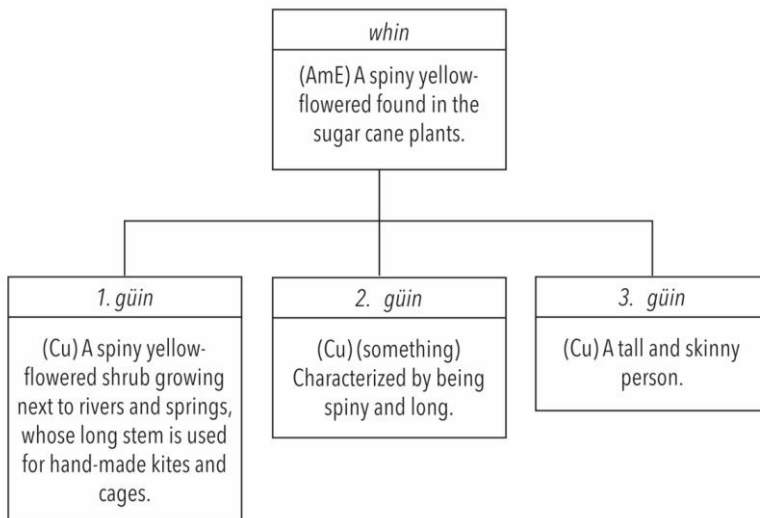 whin
(AmE) A spiny yellow-
flowered found in the
sugar cane plants.
1. güin
(Cu) A spiny yellow-
flowered shrub growing
next to rivers and springs,
whose long stem is used
for hand-made kites and
cages.
2. güin
(Cu) (something)
Characterized by being
spiny and long.
3. güin
(Cu) A tall and skinny
person.